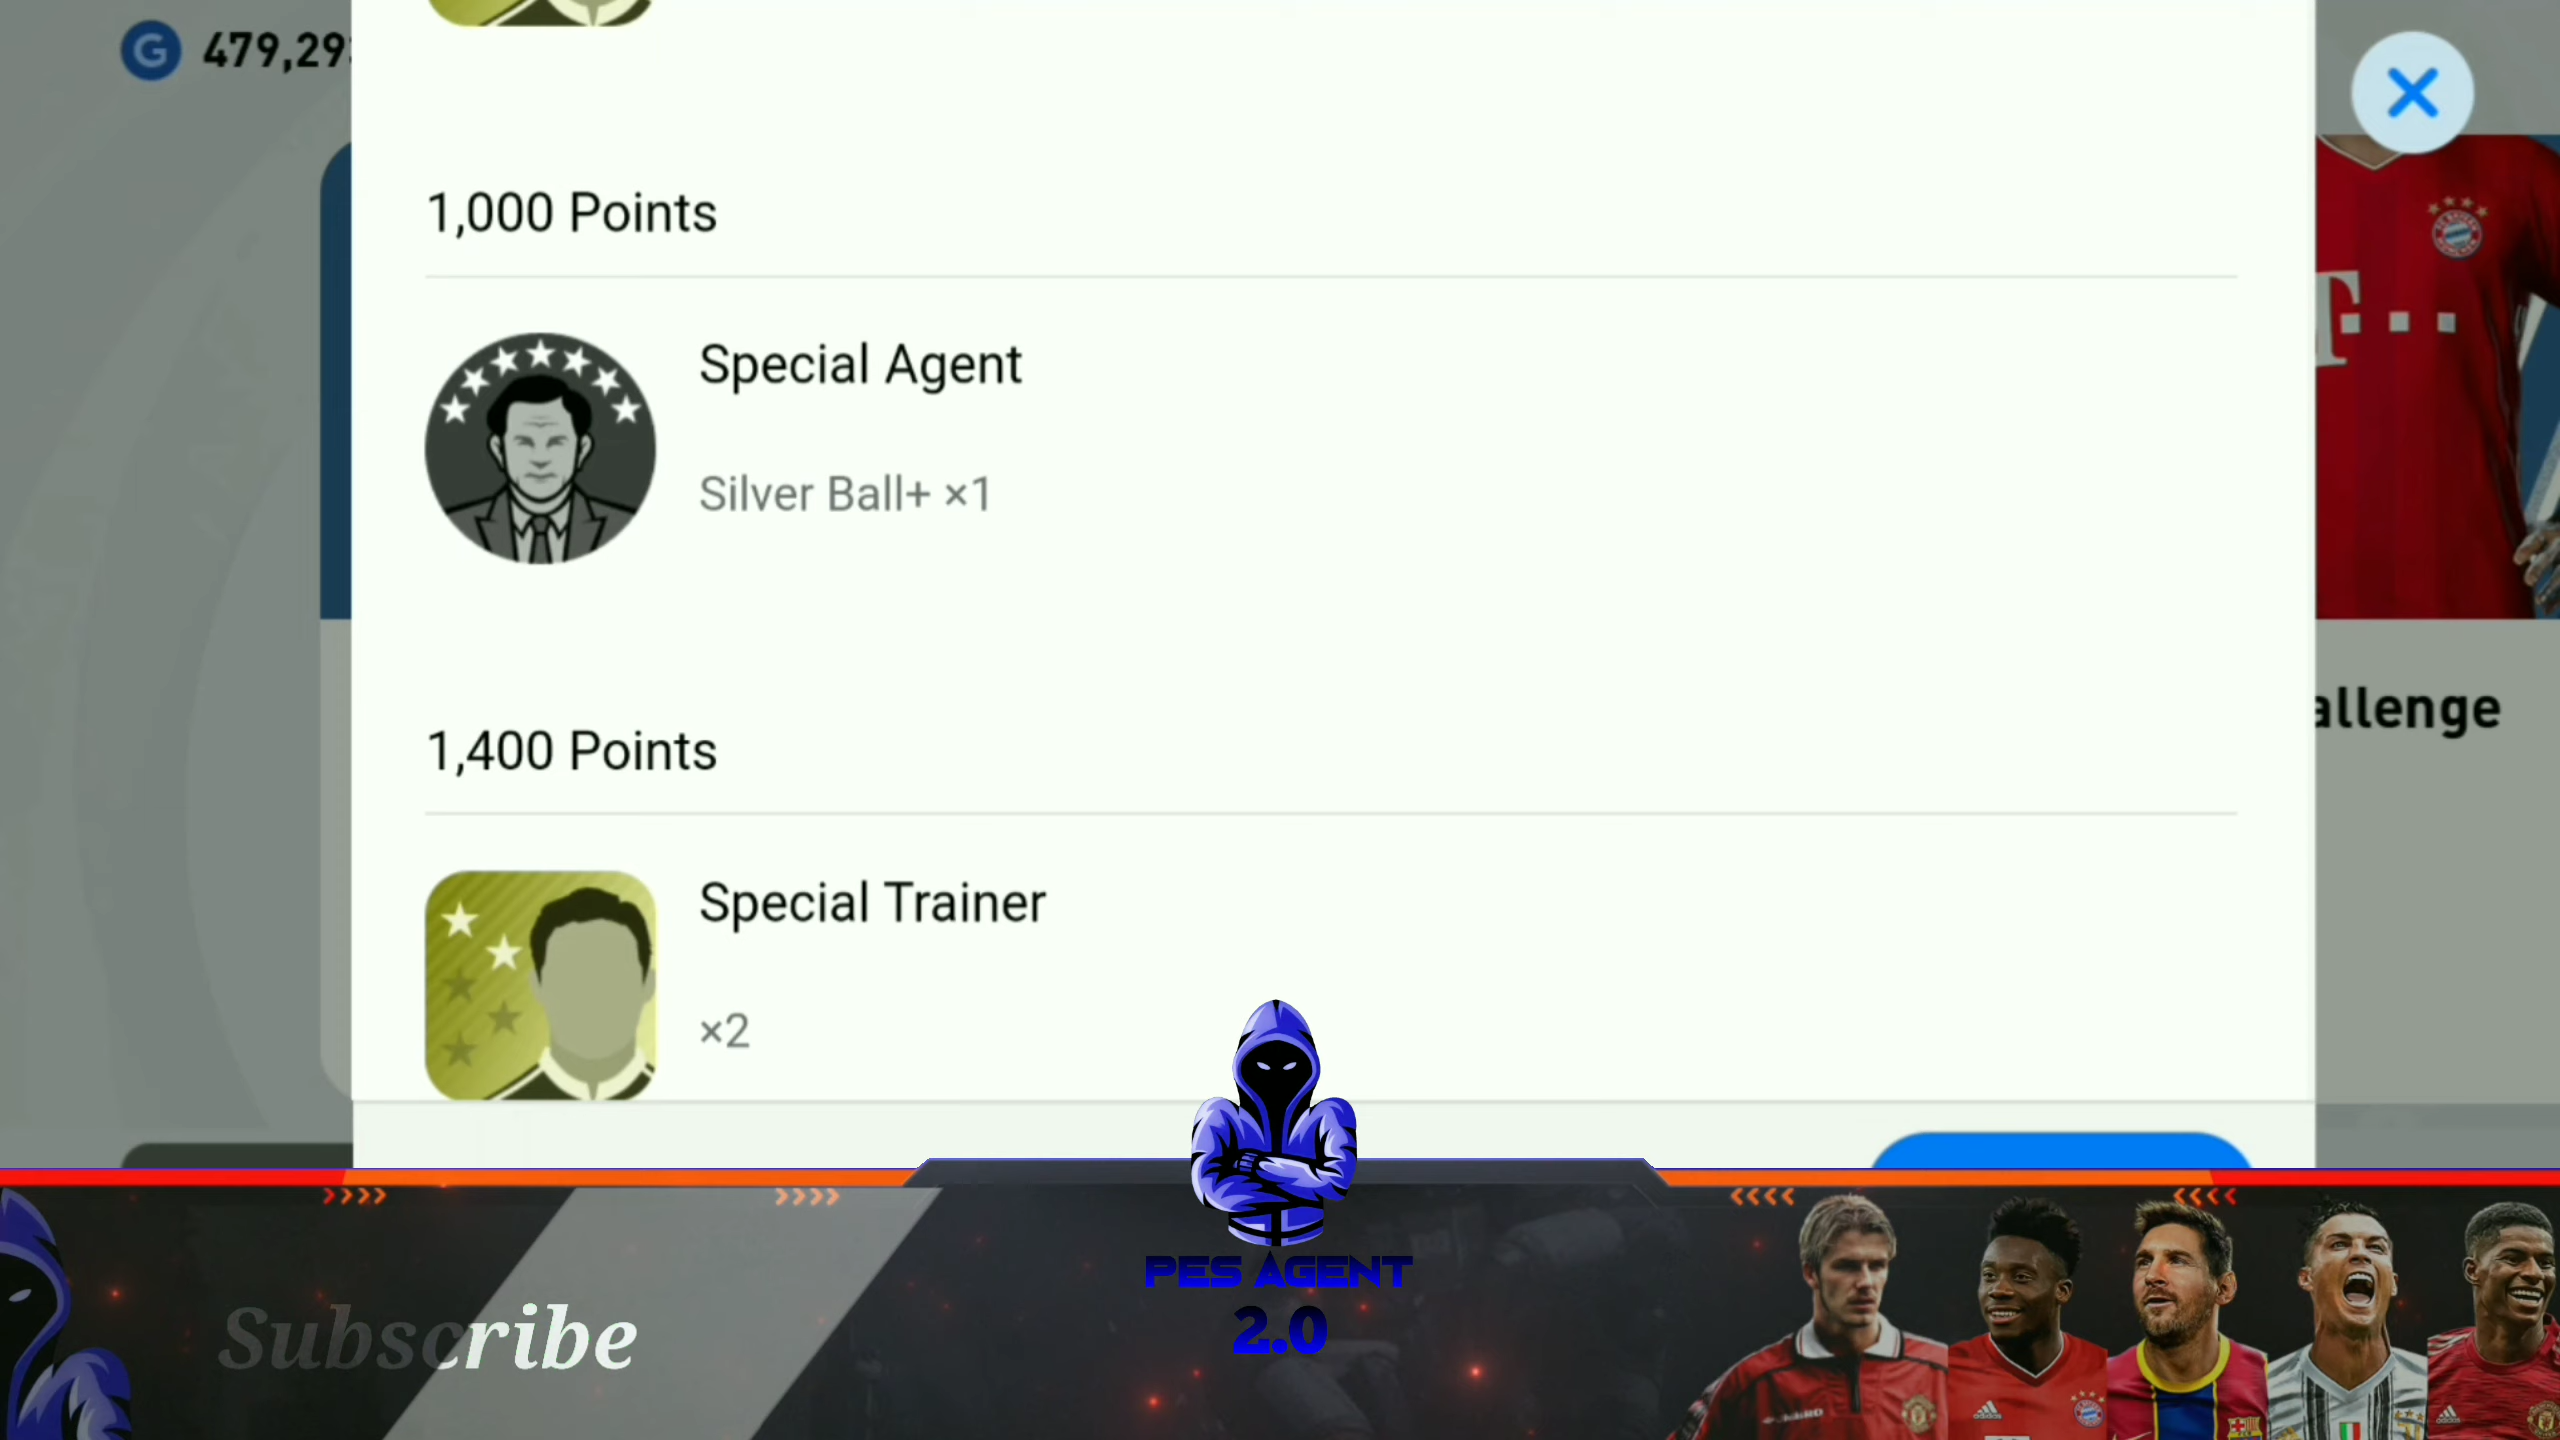 G 479,29
1,000 Points
Special Agent
Silver Ball+ ×1
1,400 Points
Special Trainer
×2
allenge
T
Subscribe
PES AGENT
2.0